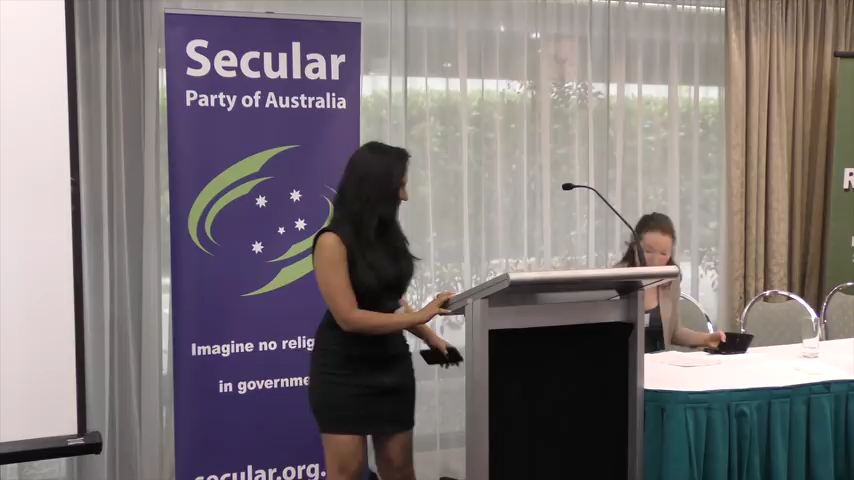 Secular
Party of Australia
Imagine no relig
in governme
secular.org.
R